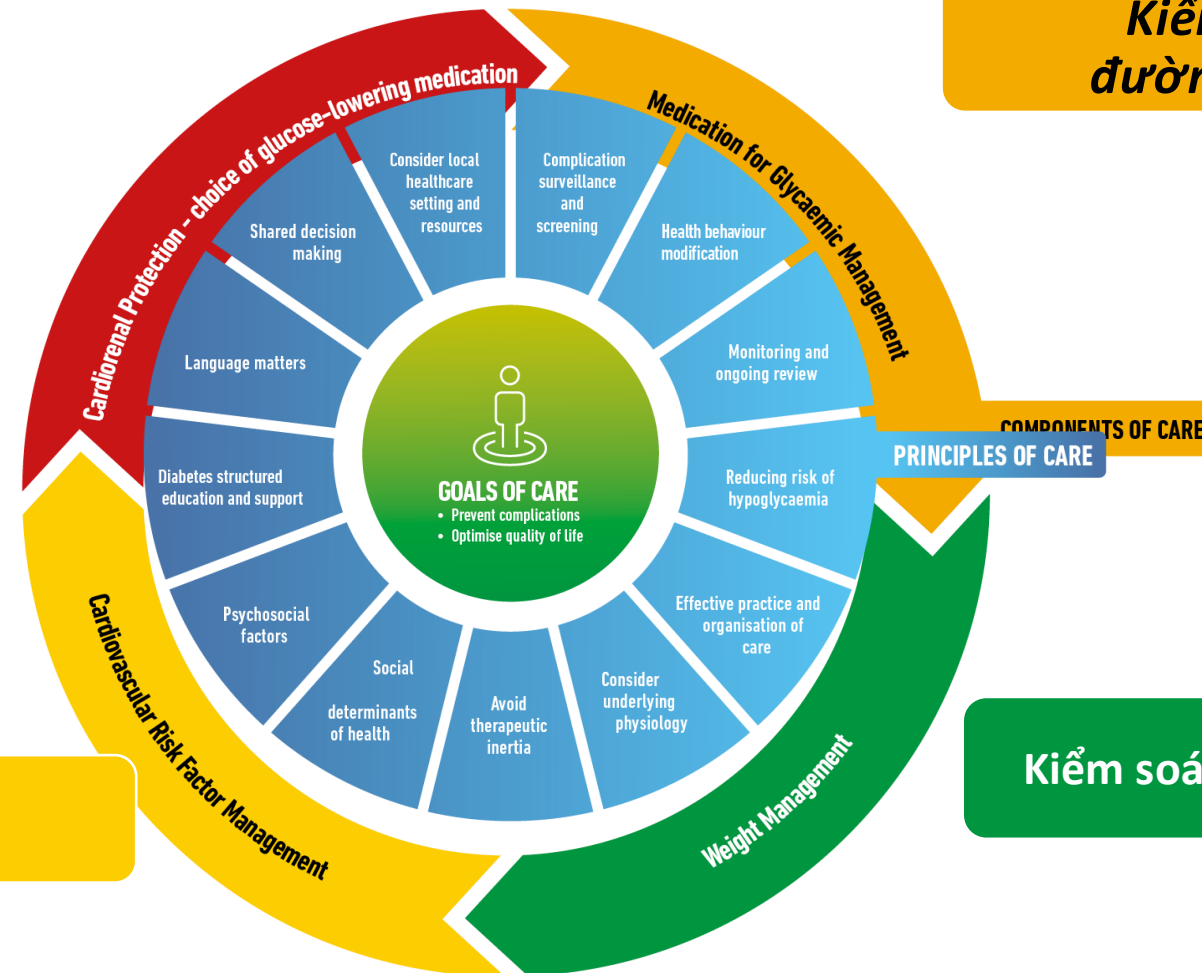 Cardiorenal Protection - choice of glucose-lowering medication
Medication for Glycaemic Management
Weight Management
Cardiovascular Risk Factor Management
COMPONENTS OF CARE
PRINCIPLES OF CARE
Consider local
healthcare
setting and
resources
Complication
surveillance
and
screening
Health behaviour
modification
Monitoring and
ongoing review
Reducing risk of
hypoglycaemia
Effective practice and
organisation of
care
Consider
underlying
physiology
Avoid
therapeutic
inertia
Social
determinants
of health
Psychosocial
factors
Diabetes structured
education and support
Language matters
Shared decision
making
GOALS OF CARE
• Prevent complications
• Optimise quality of life
Kiểm